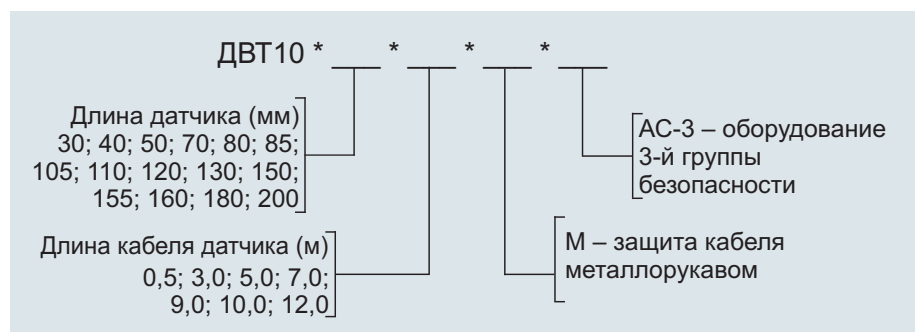 ДВТ10 * ___ * ___ * ___ * ___
Длина датчика (мм)
30; 40; 50; 70; 80; 85;
105; 110; 120; 130; 150;
155; 160; 180; 200
Длина кабеля датчика (м)
0,5; 3,0; 5,0; 7,0;
9,0; 10,0; 12,0
АС-3 – оборудование
3-й группы
безопасности
М – защита кабеля
металлорукавом